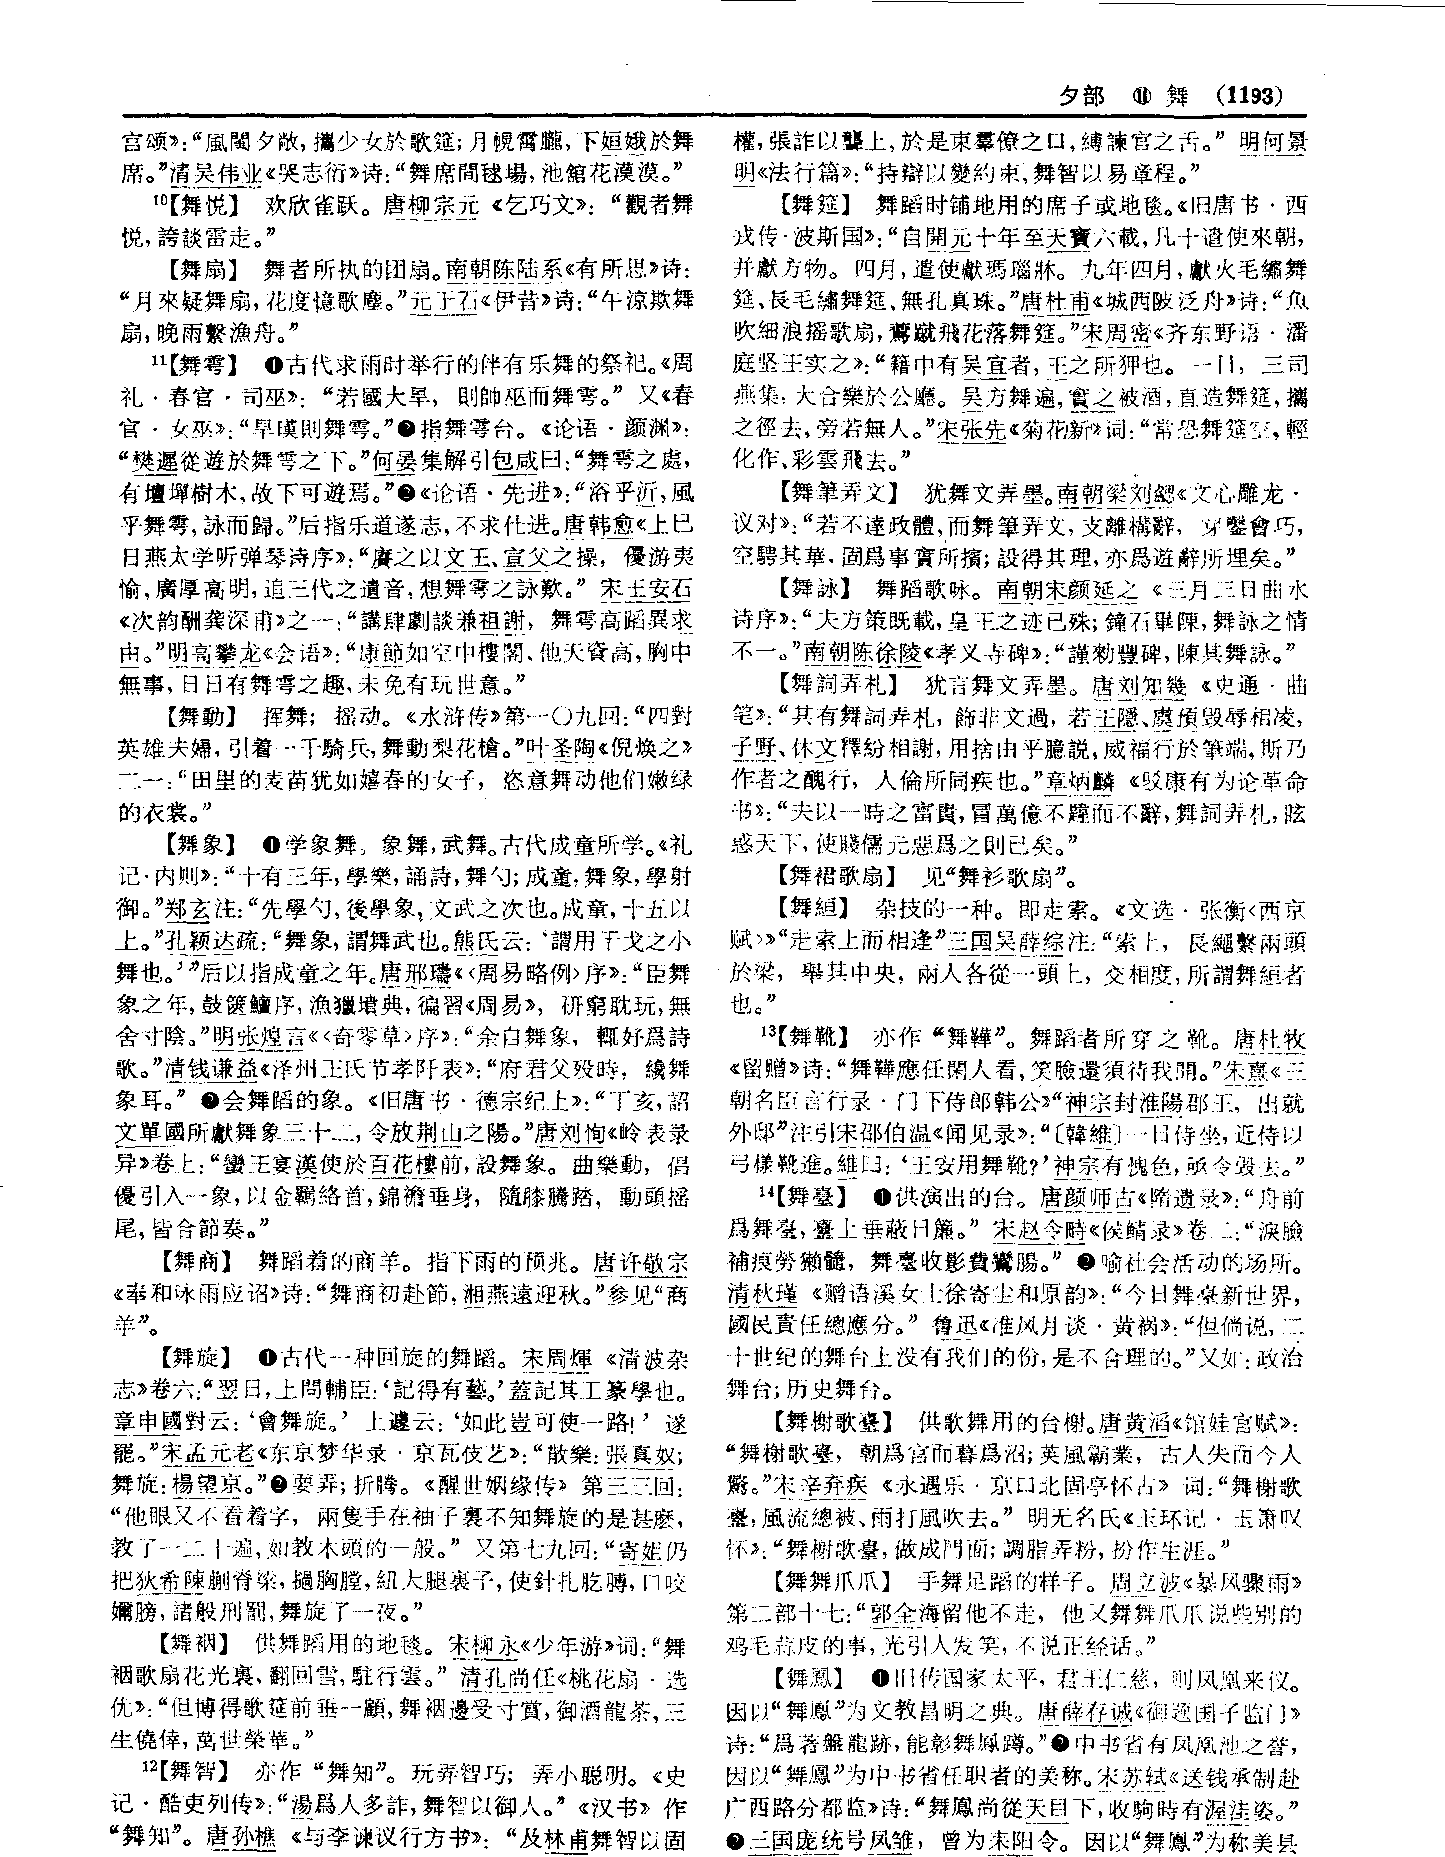 夕部 ⑪ 舞 (1193)
宫颂》:“風閣夕敞,攜少女於歌筵;月幌霄朧,下姮娥於舞
席。”清吴伟业《哭志衍》诗:“舞席間毬場,池館花漠漠。”
10【舞悦】 欢欣雀跃。唐柳宗元《乞巧文》:“觀者舞
悦,誇談雷走。”
【舞扇】 舞者所执的团扇。南朝陈陆系《有所思》诗:
“月來疑舞扇,花度憶歌塵。”元于石《伊昔》诗:“午涼欺舞
扇,晚雨繫漁舟。”
11【舞雩】 ❶古代求雨时举行的伴有乐舞的祭祀。《周
礼·春官·司巫》:“若國大旱,則帥巫而舞雩。”又《春
官·女巫》:“旱暵則舞雩。”❷指舞雩台。《论语·颜渊》:
“樊遲從遊於舞雩之下。”何晏集解引包咸曰:“舞雩之處,
有壇墠樹木,故下可遊焉。”❷《论语·先进》:“浴乎沂,風
乎舞雩,詠而歸。”后指乐道遂志,不求仕进。唐韩愈《上巳
日燕太学听弹琴诗序》:“廣之以文王、宣父之操,優游夷
愉,廣厚高明,追三代之遺音,想舞雩之詠歎。”宋王安石
《次韵酬龚深甫》之一:“講肆劇談兼祖謝,舞雩高蹈異求
由。”明高攀龙《会语》:“康節如空中樓閣、他天資高,胸中
無事,日日有舞雩之趣,未免有玩世意。”
【舞動】 挥舞;摇动。《水浒传》第一〇九回:“四對
英雄夫婦,引着一千騎兵,舞動梨花槍。”叶圣陶《倪焕之》
二一:“田里的麦苗犹如嬉春的女子,恣意舞动他们嫩绿
的衣裳。”
【舞象】 ❶学象舞。象舞,武舞。古代成童所学。《礼
记·内则》:“十有三年,學樂,誦詩,舞勺;成童,舞象,學射
御。”郑玄注:“先學勺,後學象,文武之次也。成童,十五以
上。”孔颖达疏:“舞象,謂舞武也。熊氏云:‘謂用干戈之小
舞也。’”后以指成童之年。唐邢璹《〈周易略例〉序》:“臣舞
象之年,鼓篋鱣序,漁獵墳典,徧習《周易》,研窮耽玩,無
舍寸陰。”明张煌言《〈奇零草〉序》:“余自舞象,輒好爲詩
歌。”清钱谦益《泽州王氏节孝阡表》:“府君父殁時,纔舞
象耳。”❷会舞蹈的象。《旧唐书·德宗纪上》:“丁亥,詔
文單國所獻舞象三十二,令放荆山之陽。”唐刘恂《岭表录
异》卷上:“蠻王宴漢使於百花樓前,設舞象。曲樂動,倡
優引入一象,以金羈絡首,錦襜垂身,隨膝騰踏,動頭摇
尾,皆合節奏。”
【舞商】 舞蹈着的商羊。指下雨的预兆。唐许敬宗
《奉和咏雨应诏》诗:“舞商初赴節,湘燕遠迎秋。”参见“商
羊”。
【舞旋】 ❶古代一种回旋的舞蹈。宋周煇《清波杂
志》卷六:“翌日,上問輔臣:‘記得有藝。’蓋記其工篆學也。
章申國對云:‘會舞旋。’上遽云:‘如此豈可使一路!’遂
罷。”宋孟元老《东京梦华录·京瓦伎艺》:“散樂:張真奴;
舞旋:楊望京。”❷耍弄;折腾。《醒世姻缘传》第三三回:
“他眼又不看着字,兩隻手在袖子裏不知舞旋的是甚麽,
教了一二十遍,如教木頭的一般。”又第七九回:“寄姐仍
把狄希陳蒯脊梁,撾胸膛,紐大腿裏子,使針扎胳膊,口咬
嬭膀,諸般刑罰,舞旋了一夜。”
【舞裀】 供舞蹈用的地毯。宋柳永《少年游》词:“舞
裀歌扇花光裏,翻回雪,駐行雲。”清孔尚任《桃花扇·选
优》:“但博得歌筵前垂一顧,舞裀邊受寸賞,御酒龍茶,三
生僥倖,萬世榮華。”
12【舞智】 亦作“舞知”。玩弄智巧;弄小聪明。《史
记·酷吏列传》:“湯爲人多詐,舞智以御人。”《汉书》作
“舞知”。唐孙樵《与李谏议行方书》:“及林甫舞智以固
權,張詐以聾上,於是束羣僚之口,縛諫官之舌。”明何景
明《法行篇》:“持辯以變約束,舞智以易章程。”
【舞筵】 舞蹈时铺地用的席子或地毯。《旧唐书·西
戎传·波斯国》:“自開元十年至天寶六載,凡十遣使來朝,
并獻方物。四月,遣使獻瑪瑙牀。九年四月,獻火毛繡舞
筵、長毛繡舞筵、無孔真珠。”唐杜甫《城西陂泛舟》诗:“魚
吹細浪摇歌扇,鷰蹴飛花落舞筵。”宋周密《齐东野语·潘
庭坚王实之》:“籍中有吴宜者,王之所狎也。一日,三司
燕集,大合樂於公廳。吴方舞遍,實之被酒,直造舞筵,攜
之徑去,旁若無人。”宋张先《菊花新》词:“常恐舞筵空,輕
化作、彩雲飛去。”
【舞筆弄文】 犹舞文弄墨。南朝梁刘勰《文心雕龙·
议对》:“若不達政體,而舞筆弄文,支離構辭,穿鑿會巧,
空騁其華,固爲事實所擯;設得其理,亦爲遊辭所埋矣。”
【舞詠】 舞蹈歌咏。南朝宋颜延之《三月三日曲水
诗序》:“夫方策既載,皇王之迹已殊;鐘石畢陳,舞詠之情
不一。”南朝陈徐陵《孝义寺碑》:“謹勒豐碑,陳其舞詠。”
【舞詞弄札】 犹言舞文弄墨。唐刘知幾《史通·曲
笔》:“其有舞詞弄札,飾非文過,若王隱、虞預毁辱相凌,
子野、休文釋紛相謝,用捨由乎臆説,威福行於筆端,斯乃
作者之醜行,人倫所同疾也。”章炳麟《驳康有为论革命
书》:“夫以一時之富貴,冒萬億不韙而不辭,舞詞弄札,眩
惑天下,使賤儒元惡爲之則已矣。”
【舞裙歌扇】 见“舞衫歌扇”。
【舞絙】 杂技的一种。即走索。《文选·张衡〈西京
赋〉》“走索上而相逢”三国吴薛综注:“索上,長繩繫兩頭
於梁,舉其中央,兩人各從一頭上,交相度,所謂舞絙者
也。”
13【舞靴】 亦作“舞鞾”。舞蹈者所穿之靴。唐杜牧
《留赠》诗:“舞鞾應任閑人看,笑臉還須待我開。”朱熹《三
朝名臣言行录·门下侍郎韩公》“神宗封淮陽郡王,出就
外邸”注引宋邵伯温《闻见录》:“〔韓維〕一日侍坐,近侍以
弓樣靴進。維曰:‘王安用舞靴?’神宗有愧色,亟令毁去。”
14【舞臺】 ❶供演出的台。唐颜师古《隋遗录》:“舟前
爲舞臺,臺上垂蔽日簾。”宋赵令畤《侯鲭录》卷二:“淚臉
補痕勞獺髓,舞臺收影費鸞腸。”❷喻社会活动的场所。
清秋瑾《赠语溪女士徐寄尘和原韵》:“今日舞臺新世界,
國民責任總應分。”鲁迅《准风月谈·黄祸》:“但倘说,二
十世纪的舞台上没有我们的份,是不合理的。”又如:政治
舞台;历史舞台。
【舞榭歌臺】 供歌舞用的台榭。唐黄滔《馆娃宫赋》:
“舞榭歌臺,朝爲宫而暮爲沼;英風霸業,古人失而今人
驚。”宋辛弃疾《永遇乐·京口北固亭怀古》词:“舞榭歌
臺,風流總被、雨打風吹去。”明无名氏《玉环记·玉箫叹
怀》:“舞榭歌臺,做成門面;調脂弄粉,扮作生涯。”
【舞舞爪爪】 手舞足蹈的样子。周立波《暴风骤雨》
第二部十七:“郭全海留他不走,他又舞舞爪爪说些别的
鸡毛蒜皮的事,光引人发笑,不说正经话。”
【舞鳳】 ❶旧传国家太平,君王仁慈,则凤凰来仪。
因以“舞鳳”为文教昌明之典。唐薛存诚《御题国子监门》
诗:“爲著盤龍跡,能彰舞鳳蹲。”❷中书省有凤凰池之誉,
因以“舞鳳”为中书省任职者的美称。宋苏轼《送钱承制赴
广西路分都监》诗:“舞鳳尚從天目下,收駒時有渥洼姿。”
❷三国庞统号凤雏,曾为耒阳令。因以“舞鳳”为称美县